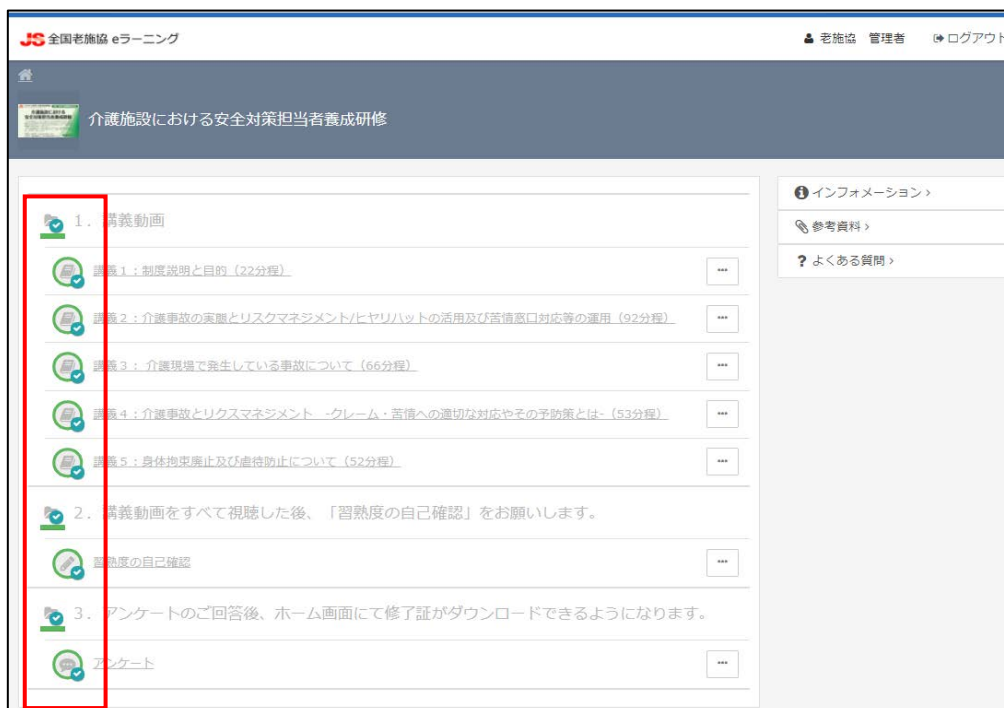 JS 全国老施協 eラーニング
老施協 管理者
ログアウト
介護施設における安全対策担当者養成研修
1．講義動画
講義1：制度説明と目的（22分程）
講義2：介護事故の実態とリスクマネジメント/ヒヤリハットの活用及び苦情窓口対応等の運用（92分程）
講義3： 介護現場で発生している事故について（66分程）
講義4：介護事故とリクスマネジメント -クレーム・苦情への適切な対応やその予防策とは-（53分程）
講義5：身体拘束廃止及び虐待防止について（52分程）
2．講義動画をすべて視聴した後、「習熟度の自己確認」をお願いします。
習熟度の自己確認
3．アンケートのご回答後、ホーム画面にて修了証がダウンロードできるようになります。
アンケート
インフォメーション ›
参考資料 ›
? よくある質問 ›